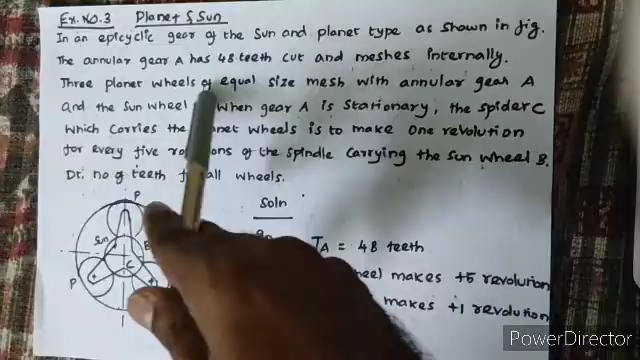 Ex.No.3 Planet & Sun
In an epicyclic gear of the Sun and planet type as shown in fig.
The annular gear A has 48 teeth cut and meshes internally.
Three planet wheels of equal size mesh with annular gear A
and the Sun wheel When gear A is Stationary, the spider C
which carries the wheels is to make One revolution
for every five of the spindle carrying the Sun wheel B.
Dt. no of teeth all wheels.
P
Soln
Sun
B
TA = 48 teeth
C
P
makes +5 revolution
makes +1 revolution
PowerDirector